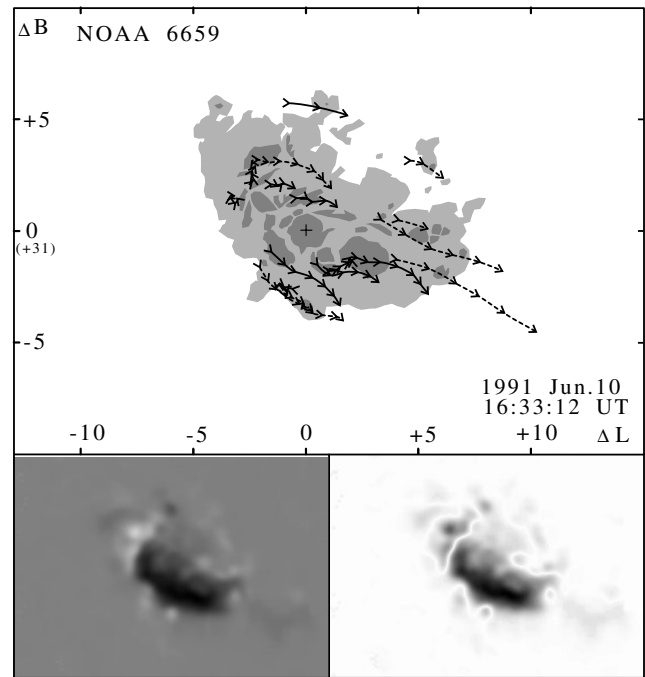 ΔB NOAA 6659
+5
0
(+31)
-5
1991 Jun.10
16:33:12 UT
-10 -5 0 +5 +10 ΔL